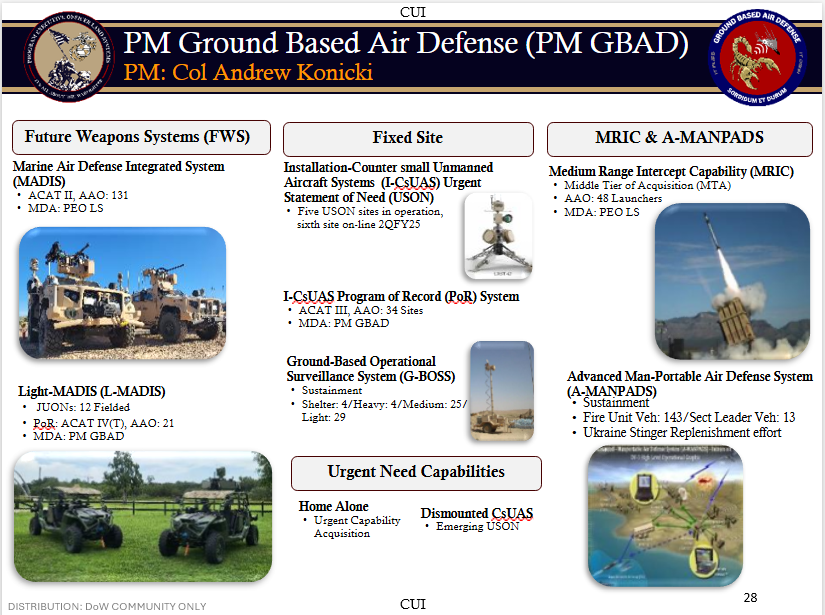 CUI
PM Ground Based Air Defense (PM GBAD)
PM: Col Andrew Konicki
PROGRAM EXECUTIVE OFFICER LAND SYSTEMS
GROUND BASED AIR DEFENSE
SORDIDUM ET DURUM
Future Weapons Systems (FWS)
Marine Air Defense Integrated System
(MADIS)
• ACAT II, AAO: 131
• MDA: PEO LS
Light-MADIS (L-MADIS)
• JUONs: 12 Fielded
• PoR: ACAT IV(T), AAO: 21
• MDA: PM GBAD
Fixed Site
Installation-Counter small Unmanned
Aircraft Systems (I-CsUAS) Urgent
Statement of Need (USON)
• Five USON sites in operation,
sixth site on-line 2QFY25
I-CsUAS Program of Record (PoR) System
• ACAT III, AAO: 34 Sites
• MDA: PM GBAD
Ground-Based Operational
Surveillance System (G-BOSS)
• Sustainment
• Shelter: 4/Heavy: 4/Medium: 25/
Light: 29
Urgent Need Capabilities
Home Alone
• Urgent Capability
Acquisition
Dismounted CsUAS
• Emerging USON
MRIC & A-MANPADS
Medium Range Intercept Capability (MRIC)
• Middle Tier of Acquisition (MTA)
• AAO: 48 Launchers
• MDA: PEO LS
Advanced Man-Portable Air Defense System
(A-MANPADS)
• Sustainment
• Fire Unit Veh: 143/Sect Leader Veh: 13
• Ukraine Stinger Replenishment effort
28
DISTRIBUTION: DoW COMMUNITY ONLY
CUI